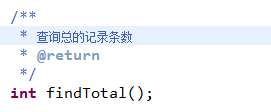 /**
* 查询总的记录条数
* @return
*/
int findTotal();